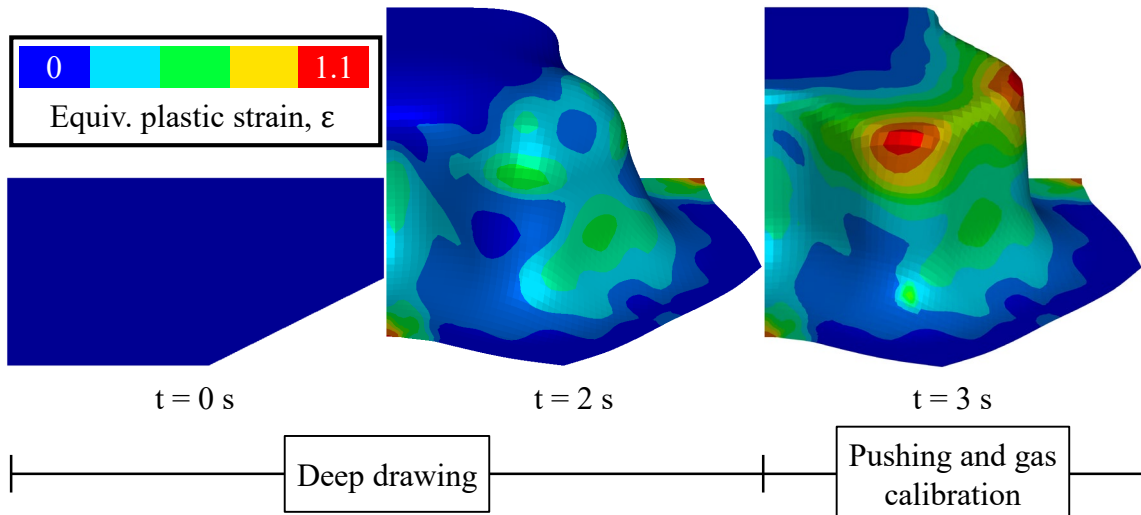 0 1.1
Equiv. plastic strain, ε
t = 0 s t = 2 s t = 3 s
Deep drawing
Pushing and gas
calibration